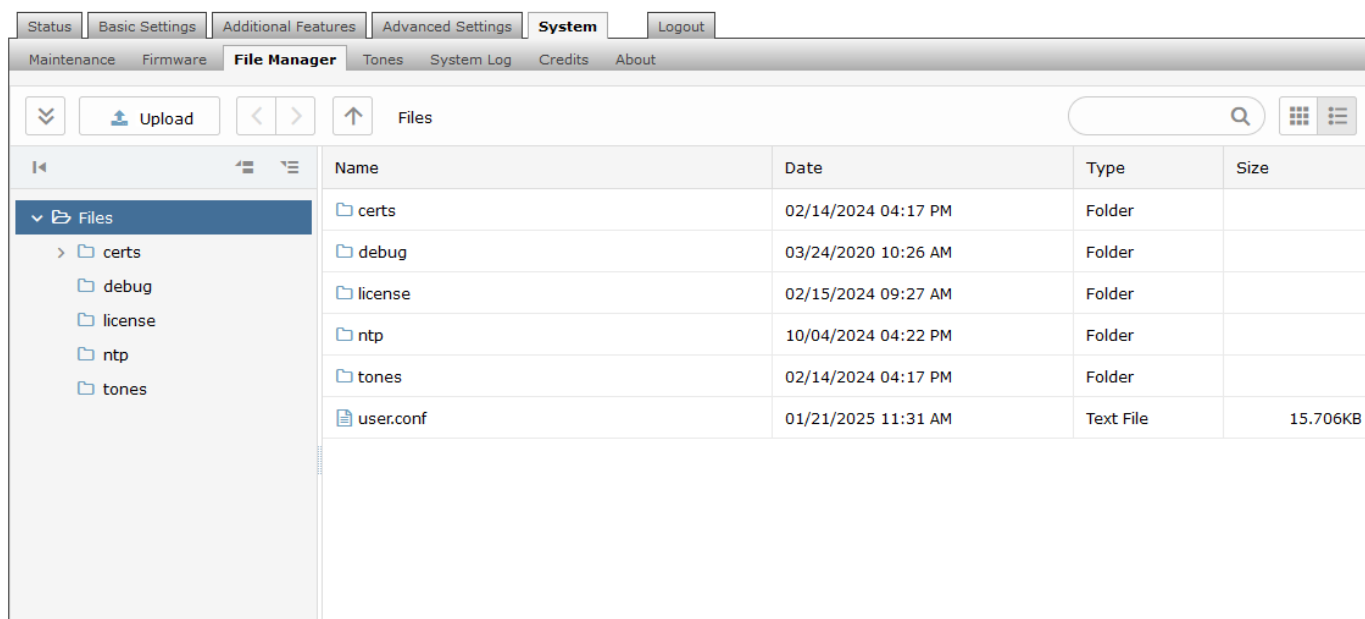 Status Basic Settings Additional Features Advanced Settings System Logout
Maintenance Firmware File Manager Tones System Log Credits About
Upload Files
Name Date Type Size
Files
certs
debug
license
ntp
tones
certs 02/14/2024 04:17 PM Folder
debug 03/24/2020 10:26 AM Folder
license 02/15/2024 09:27 AM Folder
ntp 10/04/2024 04:22 PM Folder
tones 02/14/2024 04:17 PM Folder
user.conf 01/21/2025 11:31 AM Text File 15.706KB